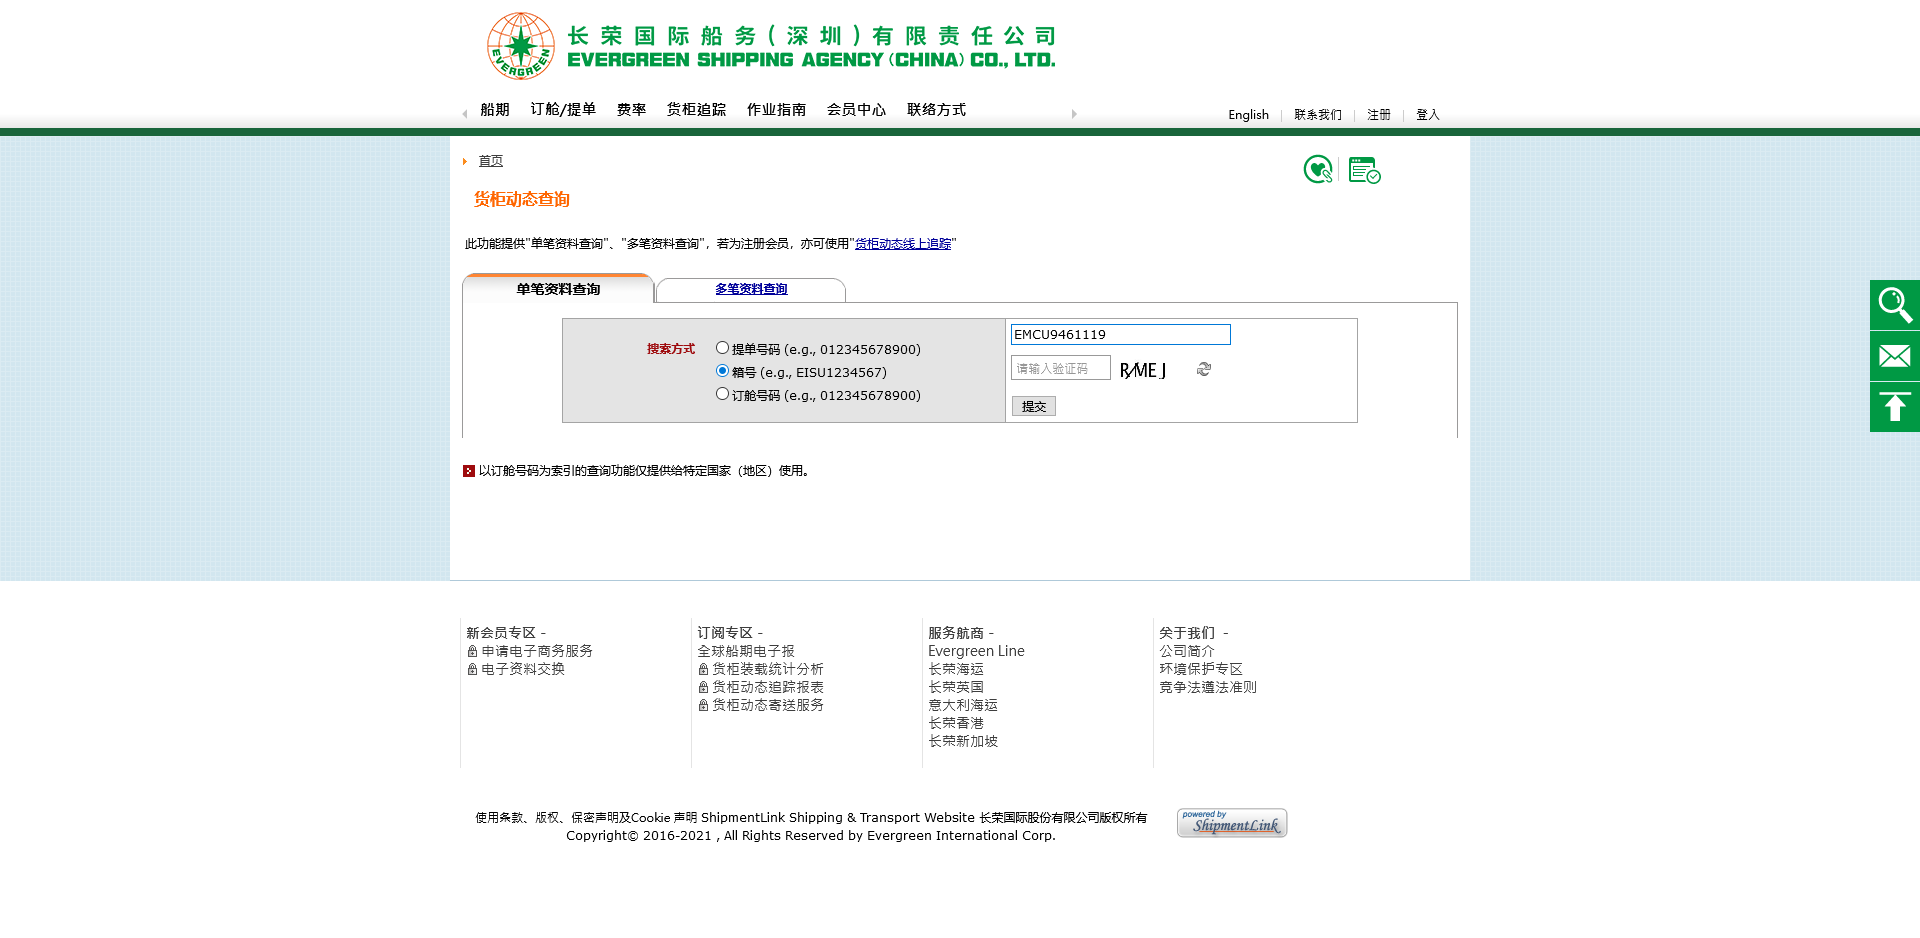 长荣国际船务(深圳)有限责任公司
EVERGREEN SHIPPING AGENCY (CHINA) CO., LTD.
EVERGREEN
船期 订舱/提单 费率 货柜追踪 作业指南 会员中心 联络方式
English 联系我们 注册 登入
首页
货柜动态查询
此功能提供"单笔资料查询"、"多笔资料查询"，若为注册会员，亦可使用"货柜动态线上追踪"
单笔资料查询 多笔资料查询
搜索方式
提单号码 (e.g., 012345678900)
箱号 (e.g., EISU1234567)
订舱号码 (e.g., 012345678900)
EMCU9461119
请输入验证码
提交
以订舱号码为索引的查询功能仅提供给特定国家（地区）使用。
新会员专区 -
申请电子商务服务
电子资料交换
订阅专区 -
全球船期电子报
货柜装载统计分析
货柜动态追踪报表
货柜动态寄送服务
服务航商 -
Evergreen Line
长荣海运
长荣英国
意大利海运
长荣香港
长荣新加坡
关于我们 -
公司简介
环境保护专区
竞争法遵法准则
使用条款、版权、保密声明及Cookie 声明 ShipmentLink Shipping & Transport Website 长荣国际股份有限公司版权所有
Copyright© 2016-2021 , All Rights Reserved by Evergreen International Corp.
powered by
ShipmentLink